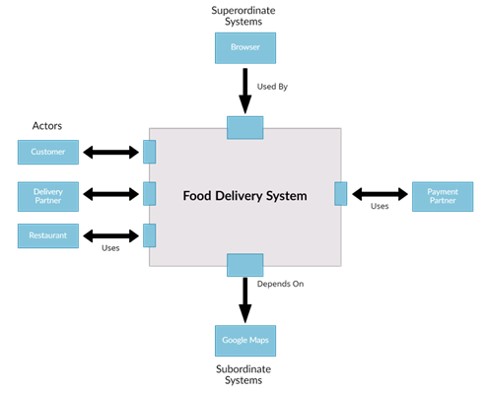 Superordinate
Systems
Browser
Used By
Actors
Customer
Delivery
Partner
Restaurant
Uses
Food Delivery System
Payment
Partner
Uses
Depends On
Google Maps
Subordinate
Systems